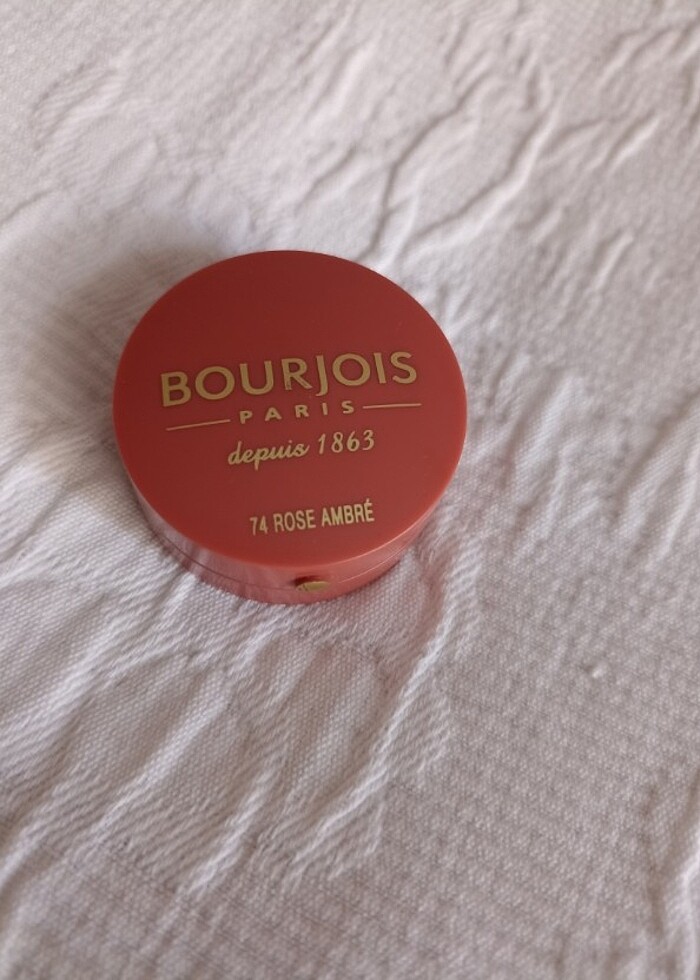 BOURJOIS
PARIS
depuis 1863
74 ROSE AMBRÉ